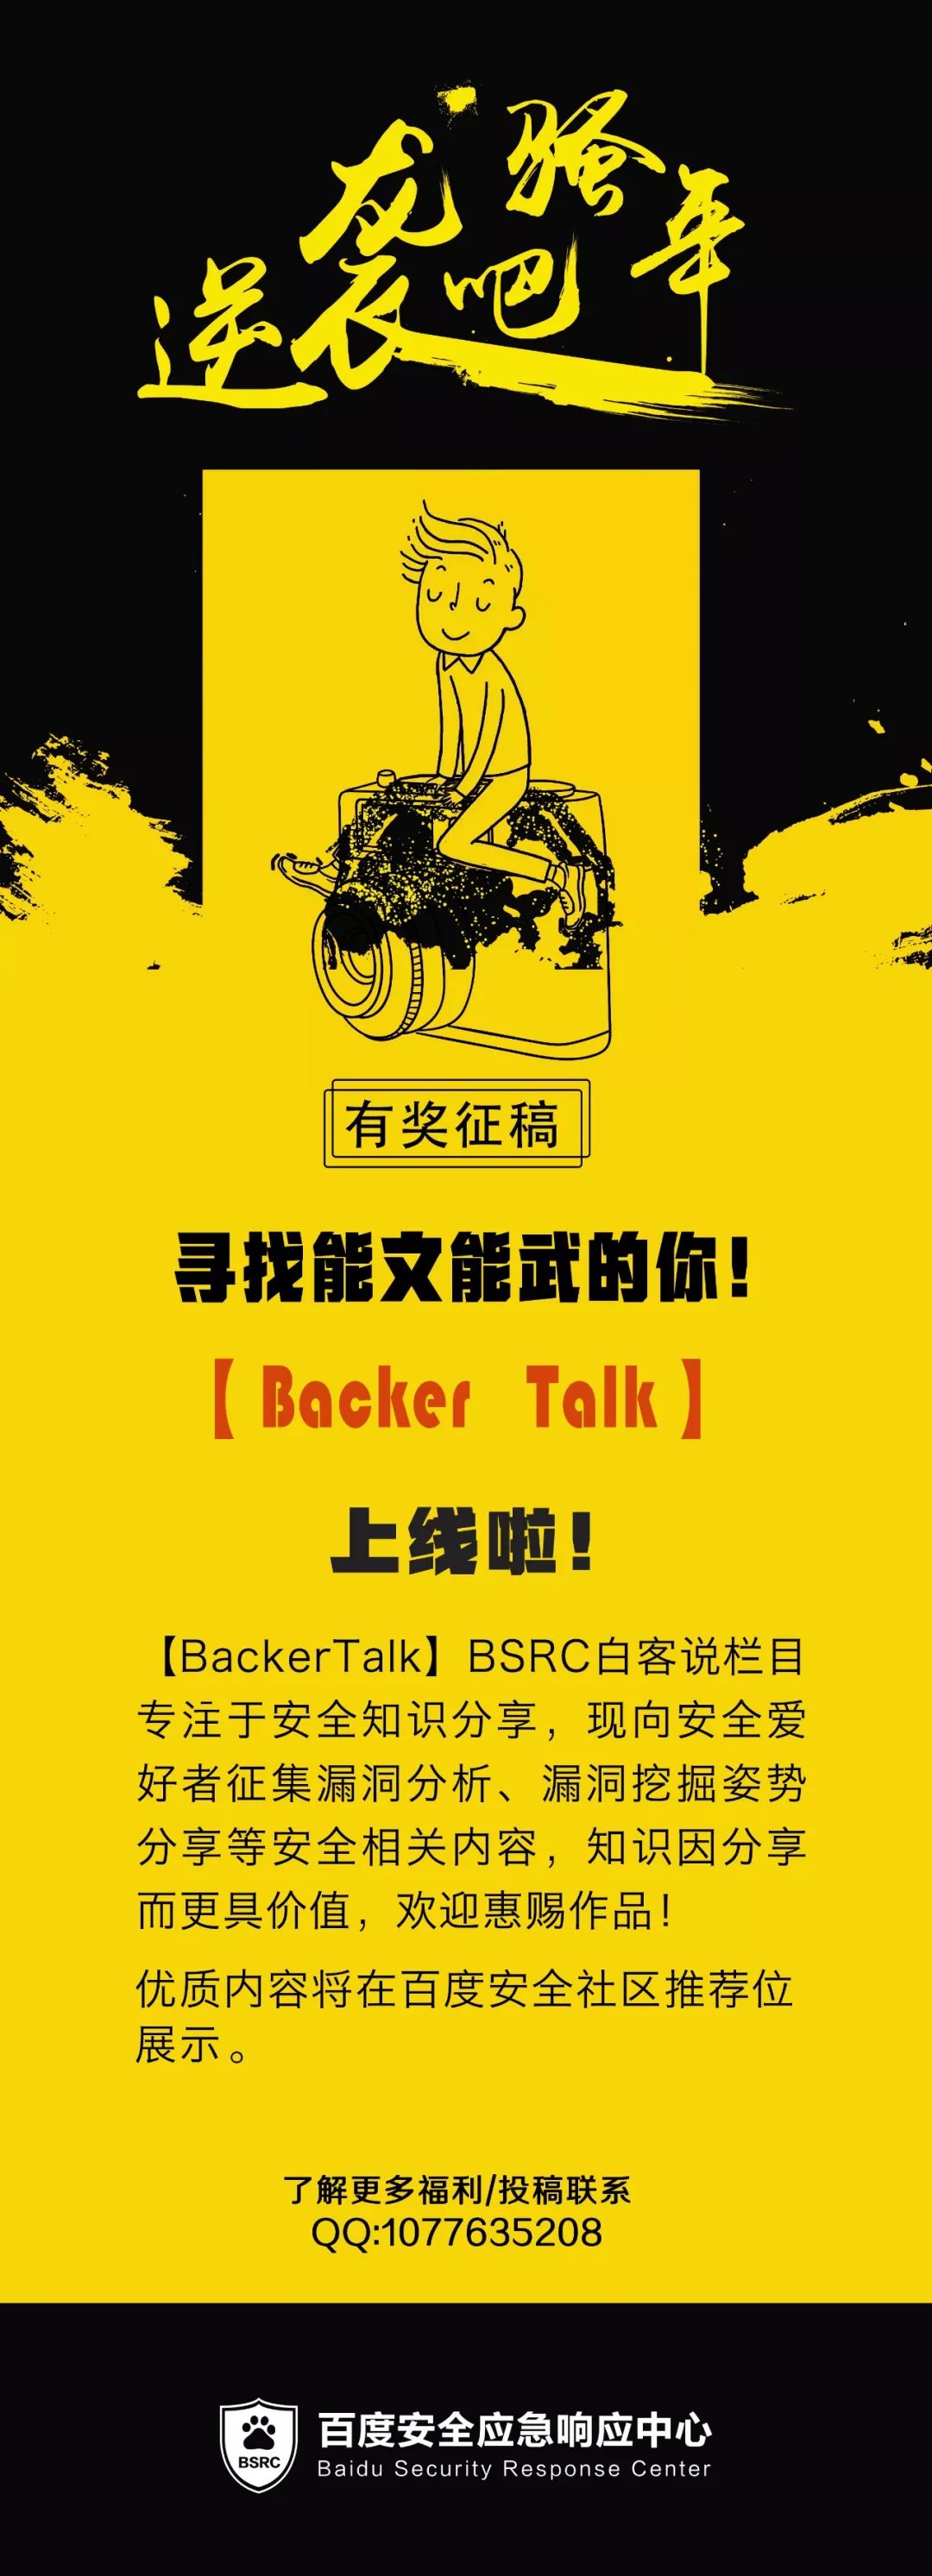 逆袭吧骚年
有奖征稿
寻找能文能武的你！
【Backer Talk】
上线啦！
【BackerTalk】BSRC白客说栏目
专注于安全知识分享，现向安全爱
好者征集漏洞分析、漏洞挖掘姿势
分享等安全相关内容，知识因分享
而更具价值，欢迎惠赐作品！
优质内容将在百度安全社区推荐位
展示。
了解更多福利/投稿联系
QQ:1077635208
BSRC
百度安全应急响应中心
Baidu Security Response Center